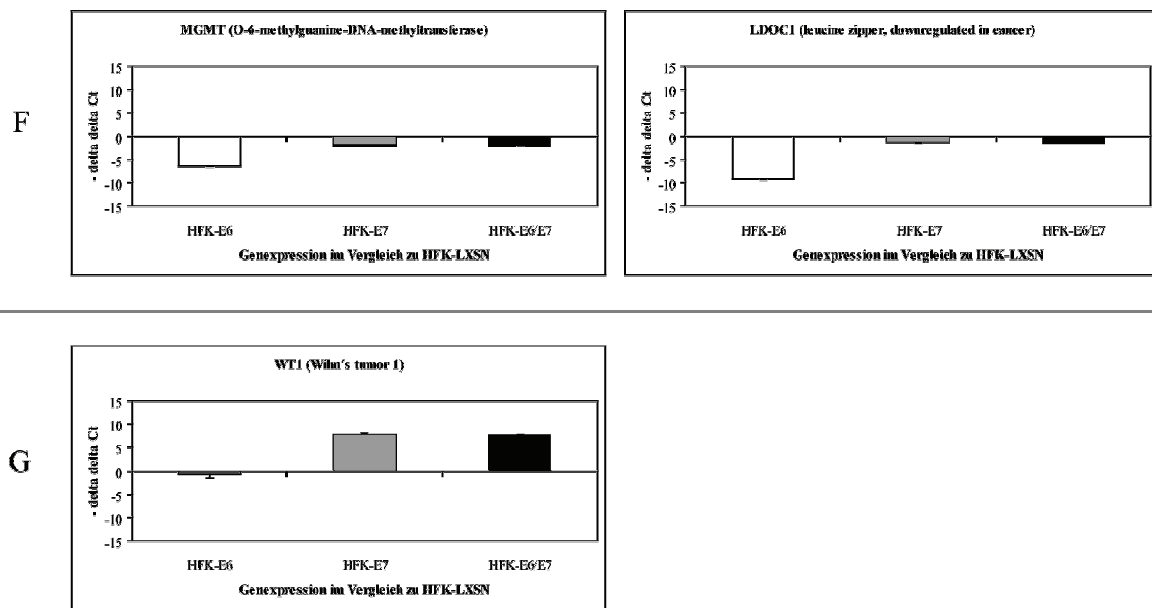 F
MGMT (O-6-methylguanine-DNA-methyltransferase)
- delta delta Ct
15
10
5
0
-5
-10
-15
HFK-E6 HFK-E7 HFK-E6/E7
Genexpression im Vergleich zu HFK-LXSN
LDOC1 (leucine zipper, downregulated in cancer)
- delta delta Ct
15
10
5
0
-5
-10
-15
HFK-E6 HFK-E7 HFK-E6/E7
Genexpression im Vergleich zu HFK-LXSN
G
WT1 (Wilm's tumor 1)
- delta delta Ct
15
10
5
0
-5
-10
-15
HFK-E6 HFK-E7 HFK-E6/E7
Genexpression im Vergleich zu HFK-LXSN